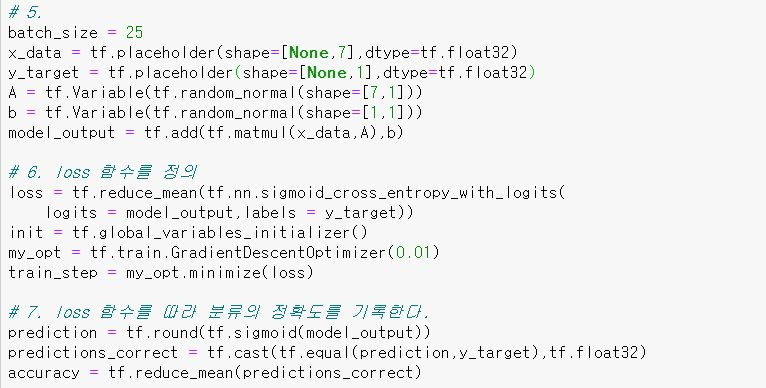 # 5.
batch_size = 25
x_data = tf.placeholder(shape=[None,7],dtype=tf.float32)
y_target = tf.placeholder(shape=[None,1],dtype=tf.float32)
A = tf.Variable(tf.random_normal(shape=[7,1]))
b = tf.Variable(tf.random_normal(shape=[1,1]))
model_output = tf.add(tf.matmul(x_data,A),b)

# 6. loss 함수를 정의
loss = tf.reduce_mean(tf.nn.sigmoid_cross_entropy_with_logits(
    logits = model_output,labels = y_target))
init = tf.global_variables_initializer()
my_opt = tf.train.GradientDescentOptimizer(0.01)
train_step = my_opt.minimize(loss)

# 7. loss 함수를 따라 분류의 정확도를 기록한다.
prediction = tf.round(tf.sigmoid(model_output))
predictions_correct = tf.cast(tf.equal(prediction,y_target),tf.float32)
accuracy = tf.reduce_mean(predictions_correct)